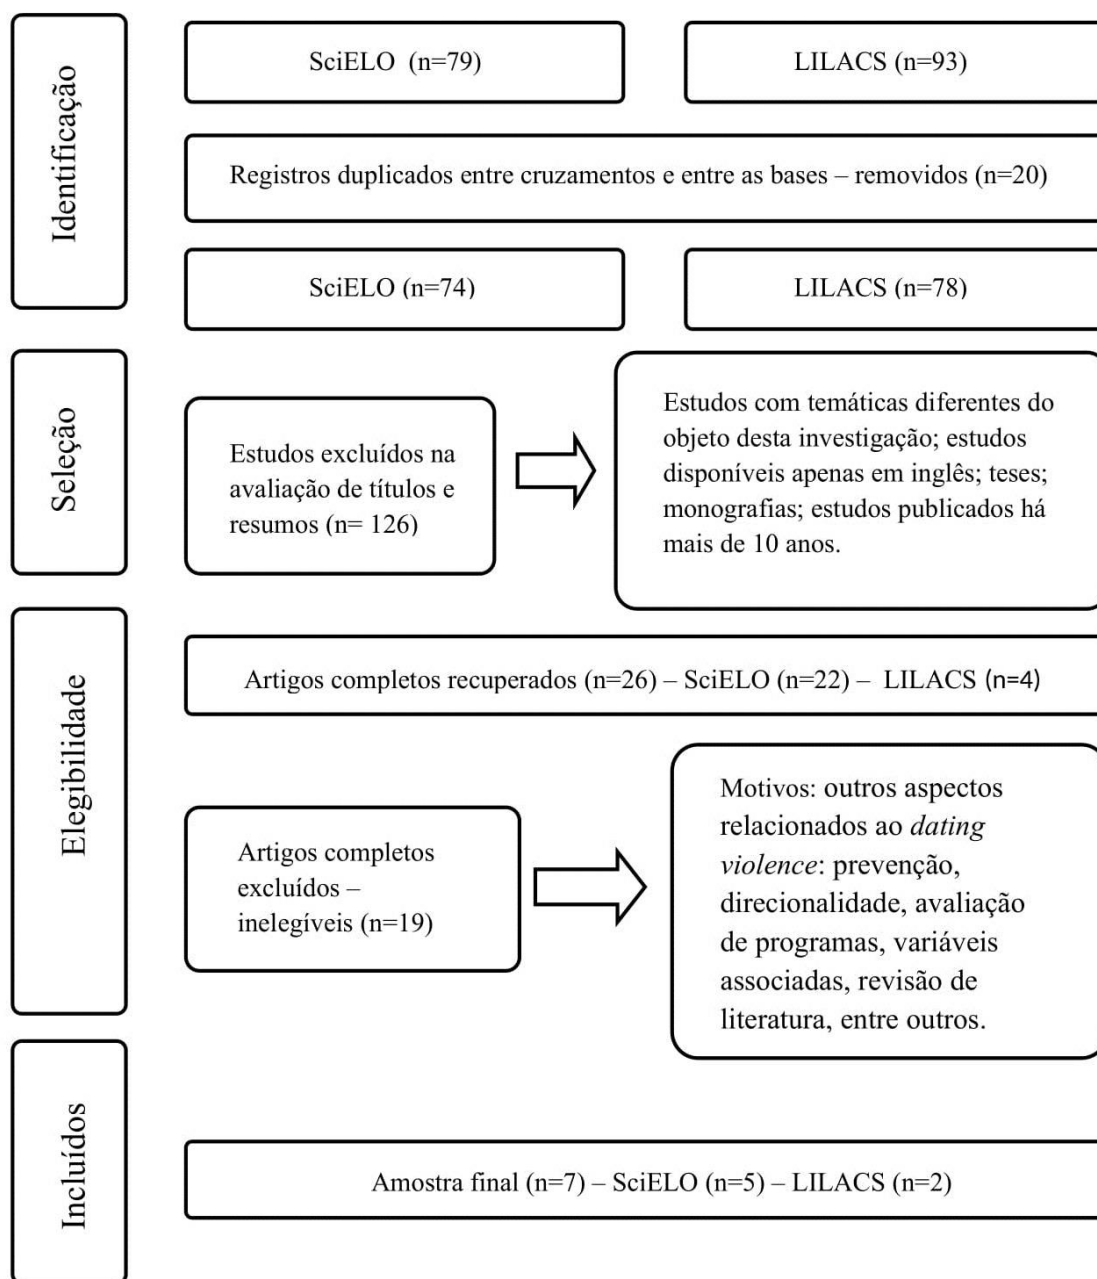 Identificação
SciELO (n=79)
LILACS (n=93)
Registros duplicados entre cruzamentos e entre as bases – removidos (n=20)
SciELO (n=74)
LILACS (n=78)
Seleção
Estudos excluídos na
avaliação de títulos e
resumos (n= 126)
Estudos com temáticas diferentes do
objeto desta investigação; estudos
disponíveis apenas em inglês; teses;
monografias; estudos publicados há
mais de 10 anos.
Elegibilidade
Artigos completos recuperados (n=26) – SciELO (n=22) – LILACS (n=4)
Artigos completos
excluídos –
inelegíveis (n=19)
Motivos: outros aspectos
relacionados ao dating
violence: prevenção,
direcionalidade, avaliação
de programas, variáveis
associadas, revisão de
literatura, entre outros.
Incluídos
Amostra final (n=7) – SciELO (n=5) – LILACS (n=2)